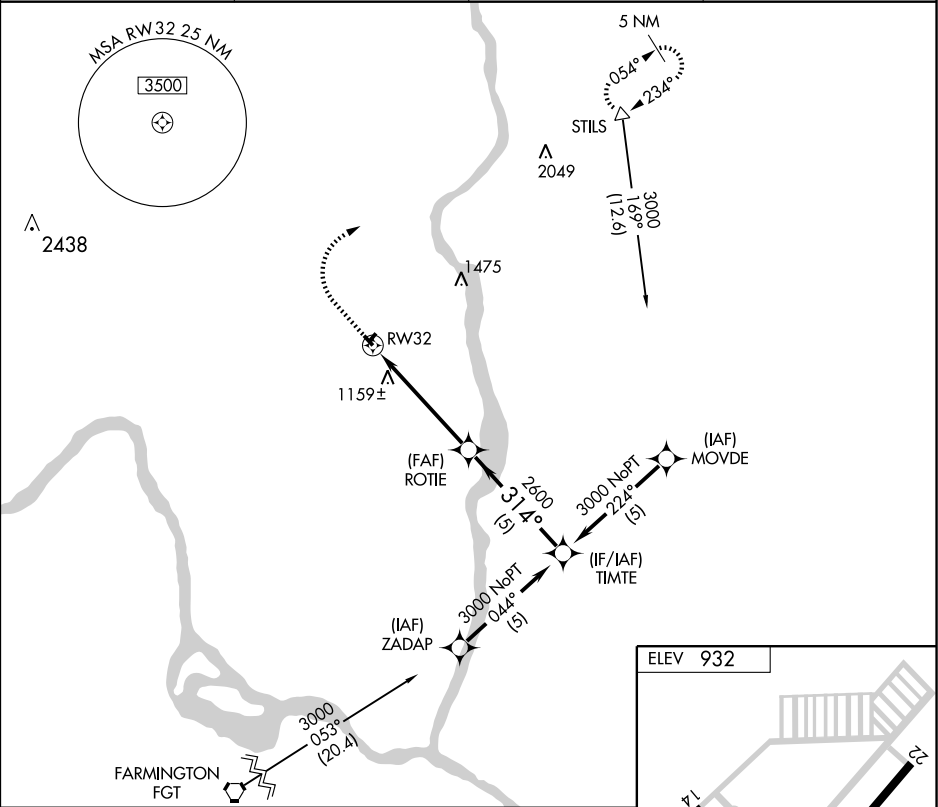 MSA RW32 25 NM
3500
5 NM
054°
234°
STILS
2049
3000
169°
(12.6)
2438
1475
RW32
1159±
(FAF)
ROTIE
2600
314°
(5)
(IAF)
MOVDE
3000 NoPT
224°
(5)
(IF/IAF)
TIMTE
3000 NoPT
044°
(5)
(IAF)
ZADAP
3000
053°
(20.4)
FARMINGTON
FGT
ELEV 932
22
14